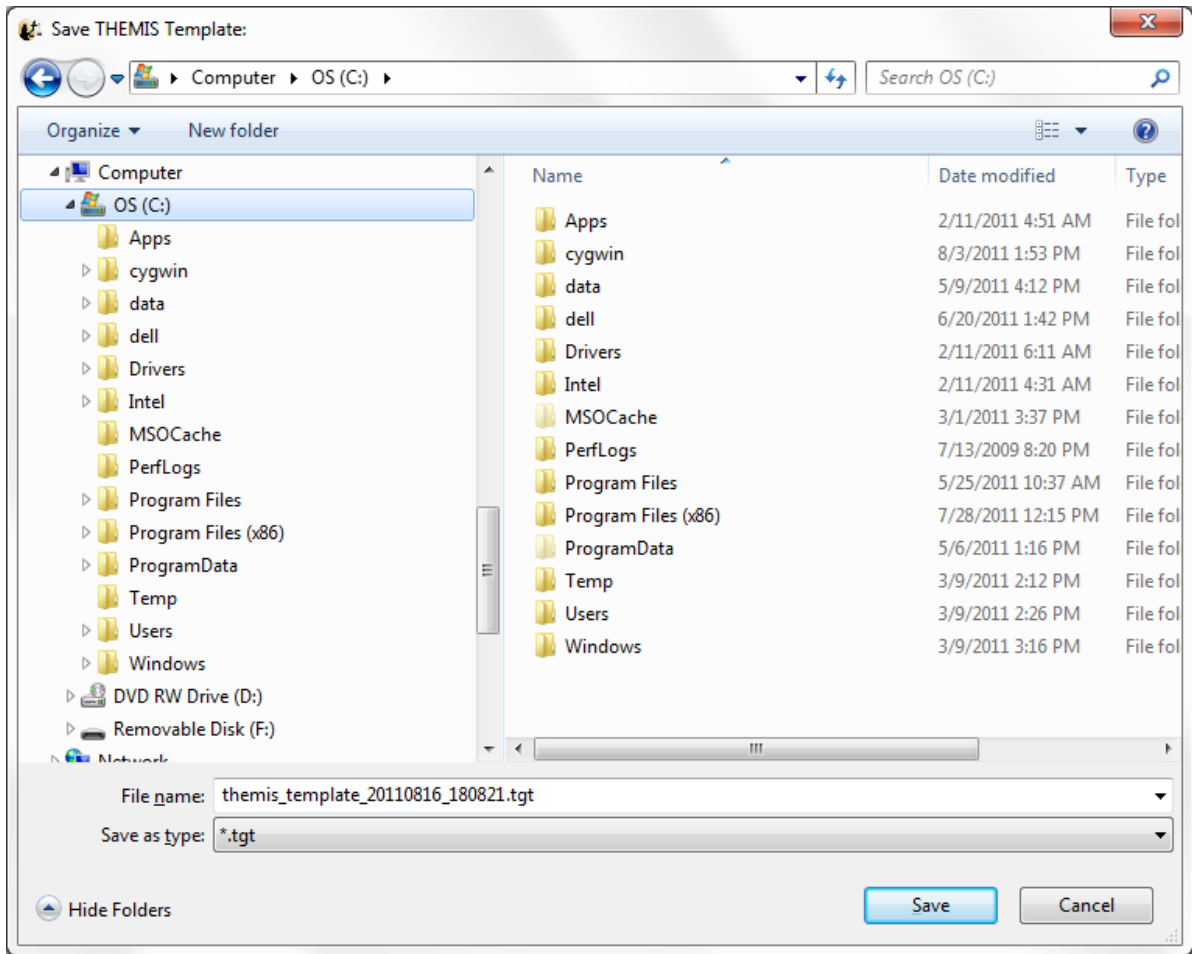 Save THEMIS Template:
Computer OS (C:)
Search OS (C:)
Organize New folder
Computer
OS (C:)
Apps
cygwin
data
dell
Drivers
Intel
MSOCache
PerfLogs
Program Files
Program Files (x86)
ProgramData
Temp
Users
Windows
DVD RW Drive (D:)
Removable Disk (F:)
Network
Name Date modified Type
Apps 2/11/2011 4:51 AM File fol
cygwin 8/3/2011 1:53 PM File fol
data 5/9/2011 4:12 PM File fol
dell 6/20/2011 1:42 PM File fol
Drivers 2/11/2011 6:11 AM File fol
Intel 2/11/2011 4:31 AM File fol
MSOCache 3/1/2011 3:37 PM File fol
PerfLogs 7/13/2009 8:20 PM File fol
Program Files 5/25/2011 10:37 AM File fol
Program Files (x86) 7/28/2011 12:15 PM File fol
ProgramData 5/6/2011 1:16 PM File fol
Temp 3/9/2011 2:12 PM File fol
Users 3/9/2011 2:26 PM File fol
Windows 3/9/2011 3:16 PM File fol
File name: themis_template_20110816_180821.tgt
Save as type: *.tgt
Hide Folders
Save Cancel